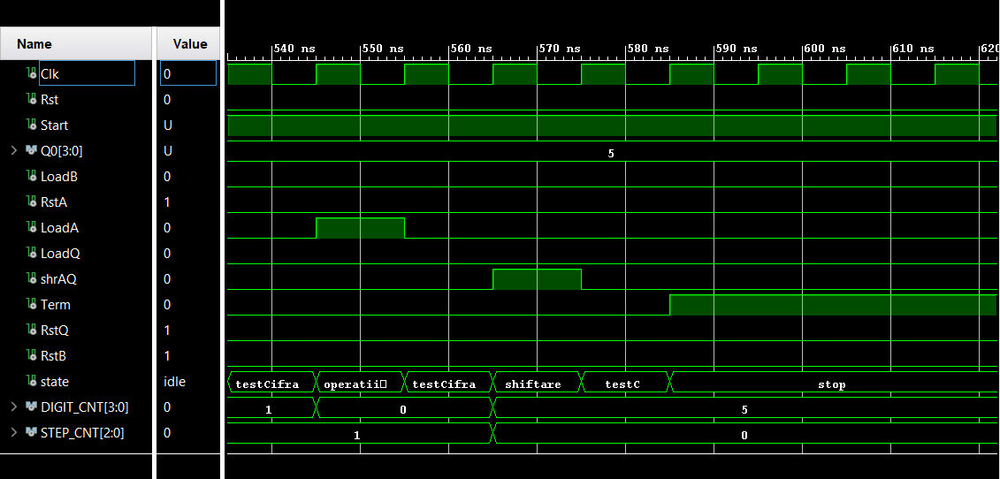 Name Value
540 ns 550 ns 560 ns 570 ns 580 ns 590 ns 600 ns 610 ns 620
Clk 0
Rst 0
Start U
Q0[3:0] U 5
LoadB 0
RstA 1
LoadA 0
LoadQ 0
shrAQ 0
Term 0
RstQ 1
RstB 1
state idle testCifra operatii testCifra shiftare testC stop
DIGIT_CNT[3:0] 0 1 0 5
STEP_CNT[2:0] 0 1 0